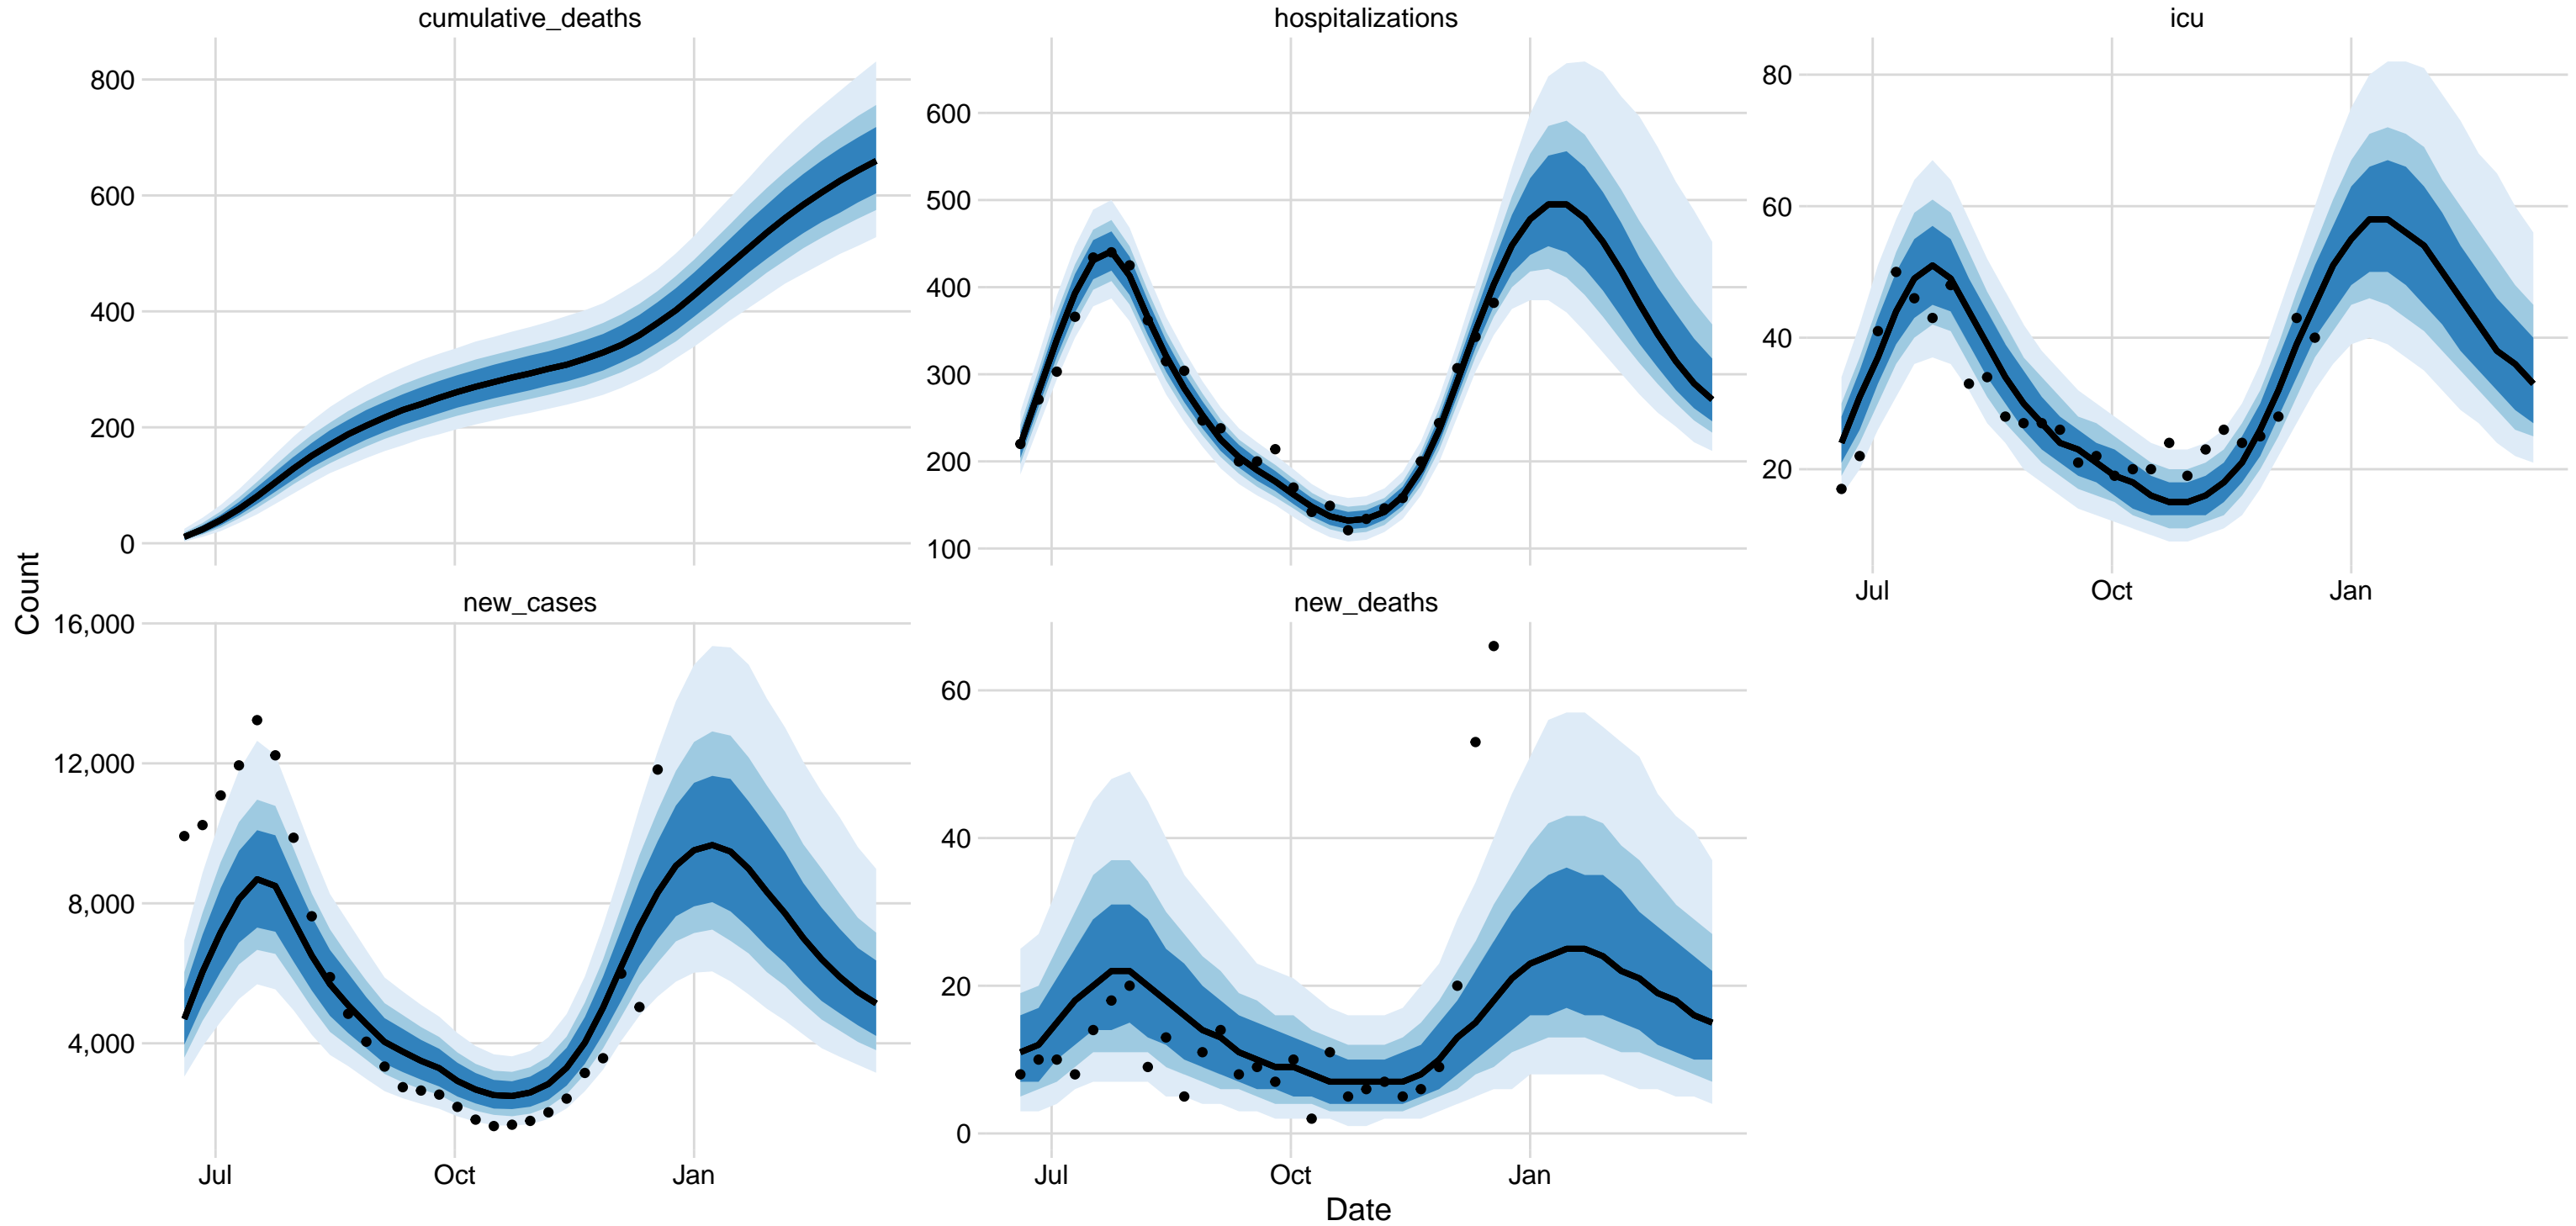 cumulative_deaths
hospitalizations
icu
800
600
400
200
0
600
500
400
300
200
100
80
60
40
20
Jul
Oct
Jan
Count
new_cases
new_deaths
16,000
12,000
8,000
4,000
60
40
20
0
Jul
Oct
Jan
Jul
Oct
Jan
Date